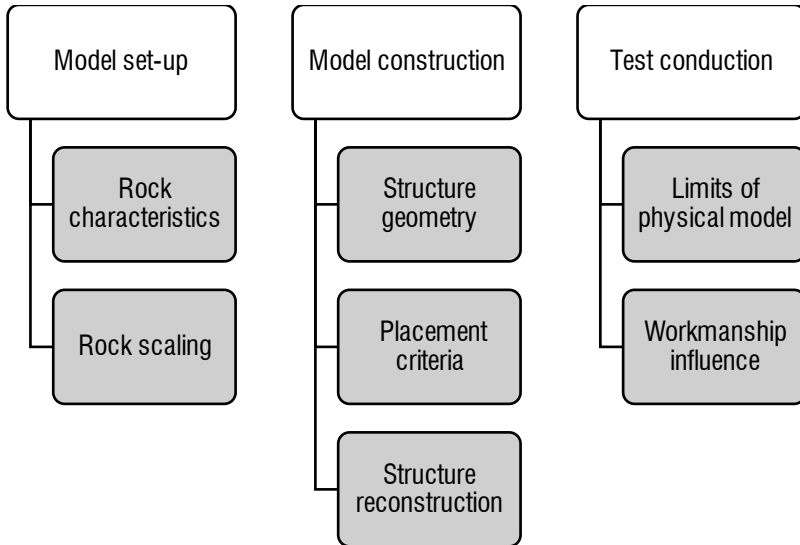 Model set-up
Rock
characteristics
Rock scaling
Model construction
Structure
geometry
Placement
criteria
Structure
reconstruction
Test conduction
Limits of
physical model
Workmanship
influence